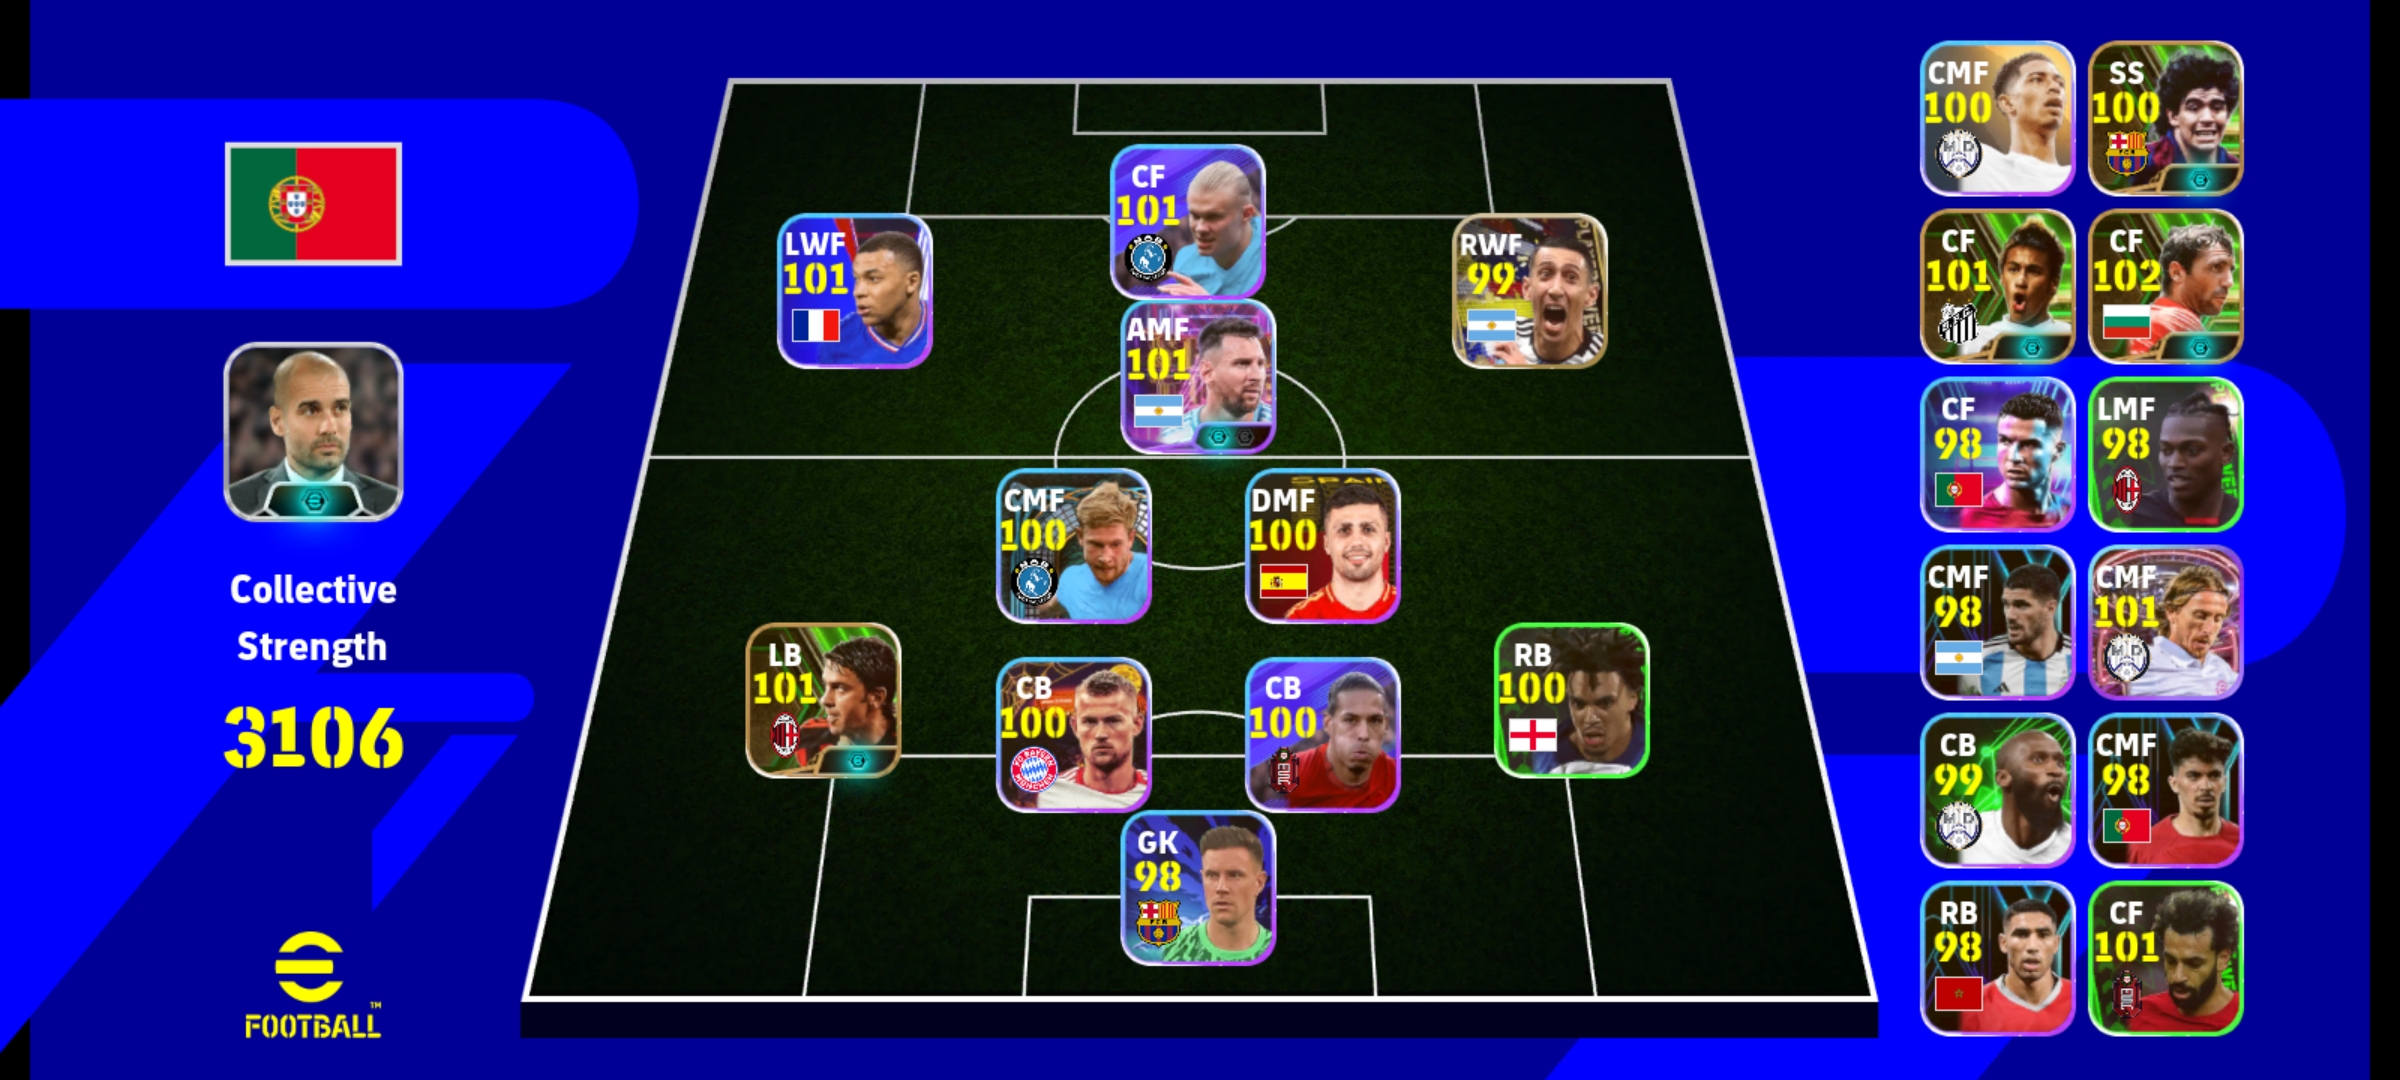 Collective
Strength
3106
FOOTBALL™
CF
101
LWF
101
RWF
99
AMF
101
CMF
100
DMF
100
LB
101
CB
100
CB
100
RB
100
GK
98
CMF
100
SS
100
CF
101
CF
102
CF
98
LMF
98
CMF
98
CMF
101
CB
99
CMF
98
RB
98
CF
101